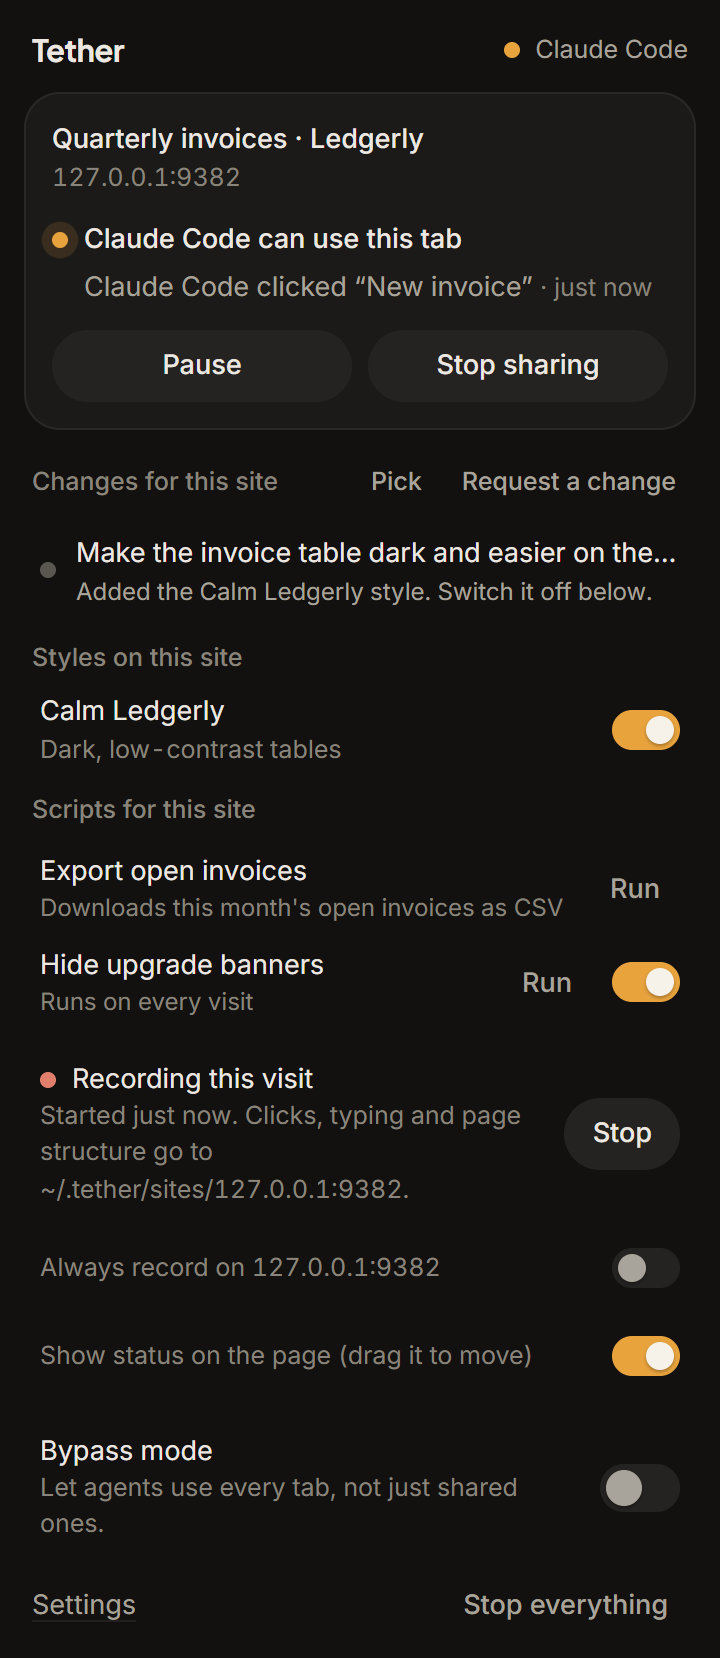 Tether
Claude Code
Quarterly invoices · Ledgerly
127.0.0.1:9382
Claude Code can use this tab
Claude Code clicked “New invoice” · just now
Pause
Stop sharing
Changes for this site
Pick
Request a change
Make the invoice table dark and easier on the…
Added the Calm Ledgerly style. Switch it off below.
Styles on this site
Calm Ledgerly
Dark, low-contrast tables
Scripts for this site
Export open invoices
Downloads this month's open invoices as CSV
Run
Hide upgrade banners
Runs on every visit
Run
Recording this visit
Started just now. Clicks, typing and page
structure go to
~/.tether/sites/127.0.0.1:9382.
Stop
Always record on 127.0.0.1:9382
Show status on the page (drag it to move)
Bypass mode
Let agents use every tab, not just shared
ones.
Settings
Stop everything